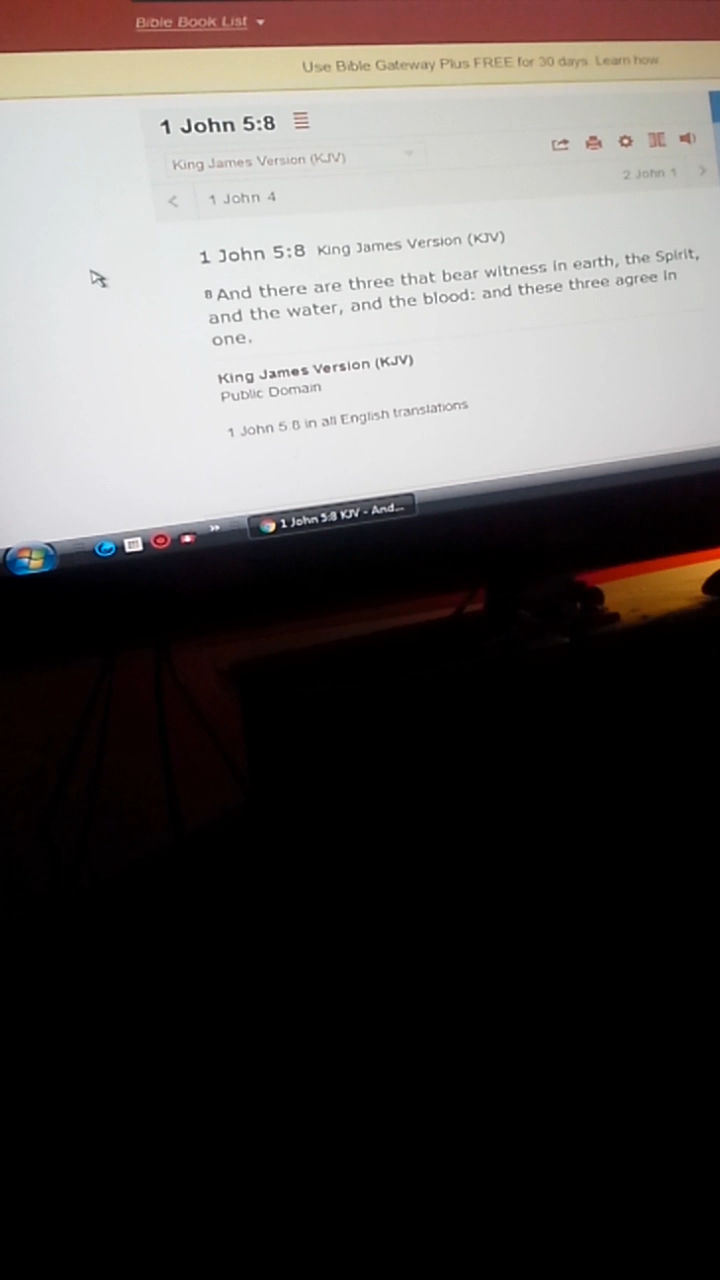 Bible Book List
Use Bible Gateway Plus FREE for 30 days. Learn how
1 John 5:8
King James Version (KJV)
2 John 1
1 John 4
1 John 5:8 King James Version (KJV)
8 And there are three that bear witness in earth, the Spirit,
and the water, and the blood: and these three agree in
one.
King James Version (KJV)
Public Domain
1 John 5:8 in all English translations
1 John 5:8 KJV - And...